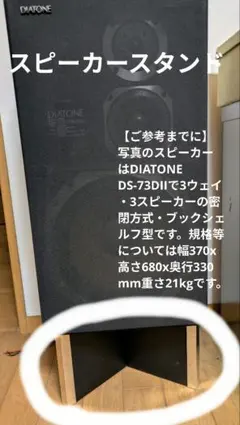 DIATONE
スピーカースタンド
【ご参考までに】
写真のスピーカー
はDIATONE
DS-73DIIで3ウェイ
・3スピーカーの密
閉方式・ブックシェ
ルフ型です。規格等
については幅370x
高さ680x奥行330
mm重さ21kgです。